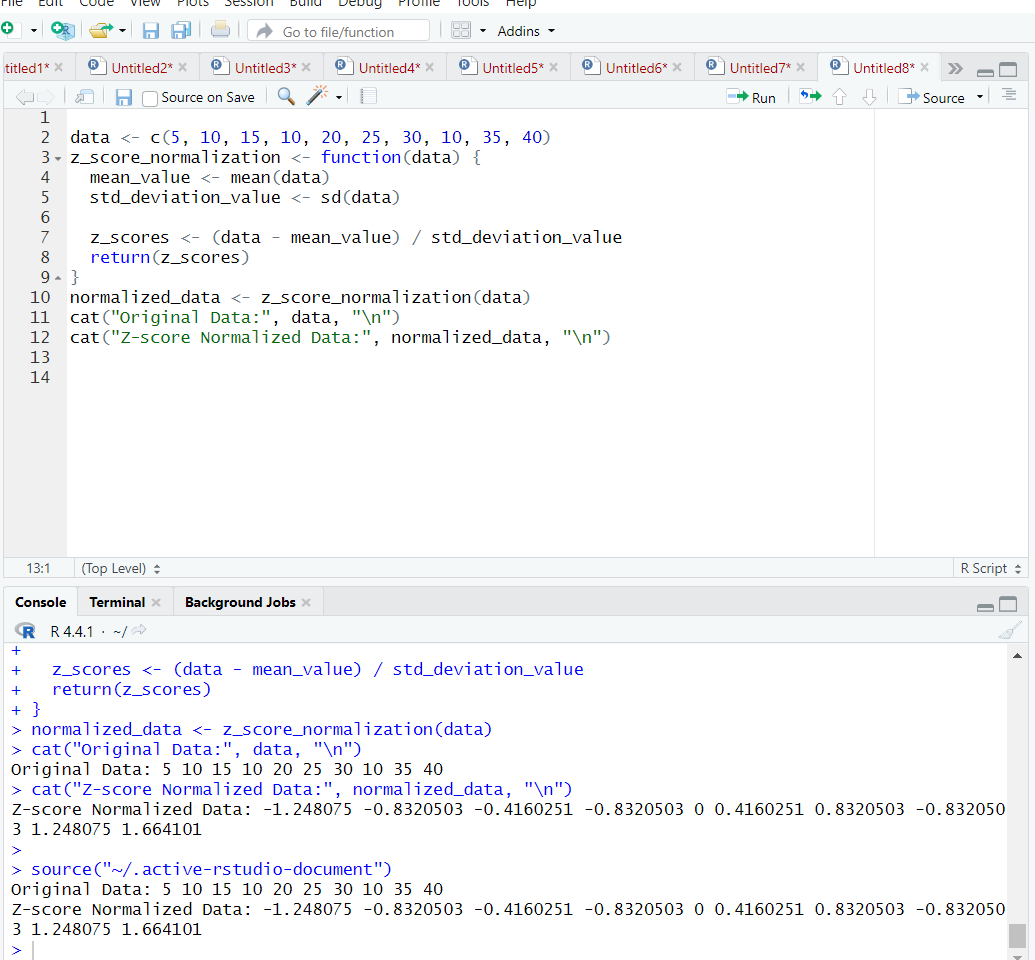 File Edit Code View Plots Session Build Debug Profile Tools Help
Go to file/function Addins
titled1* Untitled2* Untitled3* Untitled4* Untitled5* Untitled6* Untitled7* Untitled8*
Source on Save Run Source
1
2 data <- c(5, 10, 15, 10, 20, 25, 30, 10, 35, 40)
3 z_score_normalization <- function(data) {
4   mean_value <- mean(data)
5   std_deviation_value <- sd(data)
6
7   z_scores <- (data - mean_value) / std_deviation_value
8   return(z_scores)
9 }
10 normalized_data <- z_score_normalization(data)
11 cat("Original Data:", data, "\n")
12 cat("Z-score Normalized Data:", normalized_data, "\n")
13
14
13:1 (Top Level) R Script
Console Terminal Background Jobs
R 4.4.1 · ~/
+
+   z_scores <- (data - mean_value) / std_deviation_value
+   return(z_scores)
+ }
> normalized_data <- z_score_normalization(data)
> cat("Original Data:", data, "\n")
Original Data: 5 10 15 10 20 25 30 10 35 40
> cat("Z-score Normalized Data:", normalized_data, "\n")
Z-score Normalized Data: -1.248075 -0.8320503 -0.4160251 -0.8320503 0 0.4160251 0.8320503 -0.832050
3 1.248075 1.664101
>
> source("~/.active-rstudio-document")
Original Data: 5 10 15 10 20 25 30 10 35 40
Z-score Normalized Data: -1.248075 -0.8320503 -0.4160251 -0.8320503 0 0.4160251 0.8320503 -0.832050
3 1.248075 1.664101
>